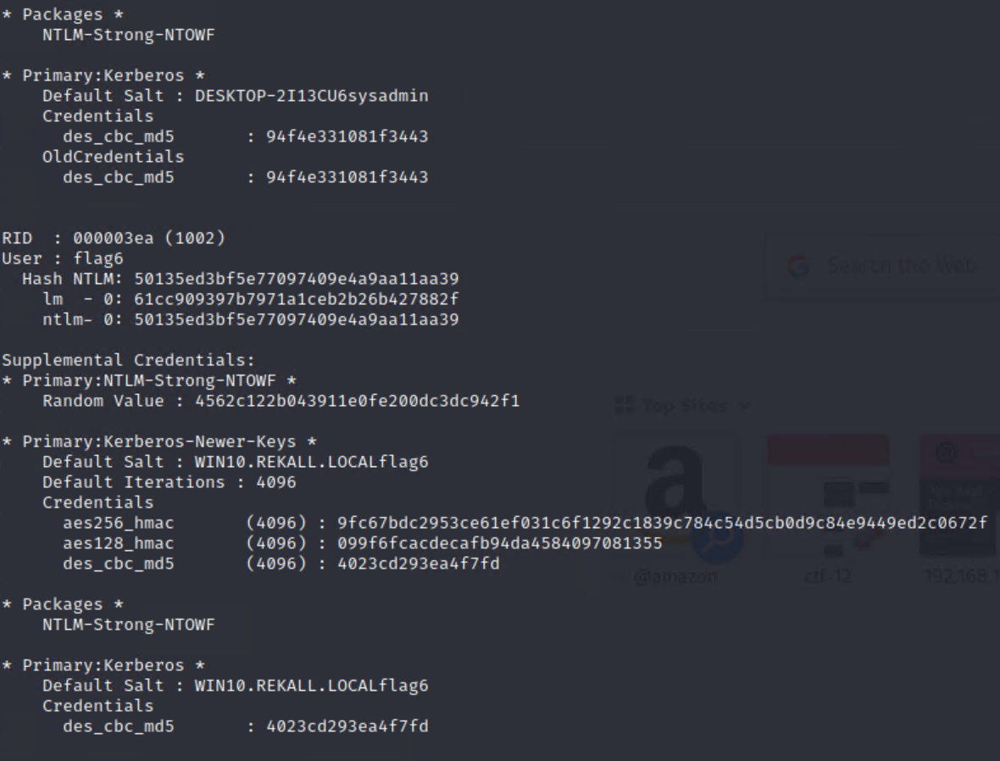 * Packages *
NTLM-Strong-NTOWF
* Primary:Kerberos *
Default Salt : DESKTOP-2I13CU6sysadmin
Credentials
des_cbc_md5 : 94f4e331081f3443
OldCredentials
des_cbc_md5 : 94f4e331081f3443
RID : 000003ea (1002)
User : flag6
Hash NTLM: 50135ed3bf5e77097409e4a9aa11aa39
lm - 0: 61cc909397b7971a1ceb2b26b427882f
ntlm- 0: 50135ed3bf5e77097409e4a9aa11aa39
Supplemental Credentials:
* Primary:NTLM-Strong-NTOWF *
Random Value : 4562c122b043911e0fe200dc3dc942f1
* Primary:Kerberos-Newer-Keys *
Default Salt : WIN10.REKALL.LOCALflag6
Default Iterations : 4096
Credentials
aes256_hmac (4096) : 9fc67bdc2953ce61ef031c6f1292c1839c784c54d5cb0d9c84e9449ed2c0672f
aes128_hmac (4096) : 099f6fcacdecafb94da4584097081355
des_cbc_md5 (4096) : 4023cd293ea4f7fd
* Packages *
NTLM-Strong-NTOWF
* Primary:Kerberos *
Default Salt : WIN10.REKALL.LOCALflag6
Credentials
des_cbc_md5 : 4023cd293ea4f7fd
Search the Web
Top Sites
@amazon
ctf-12
192.168.1